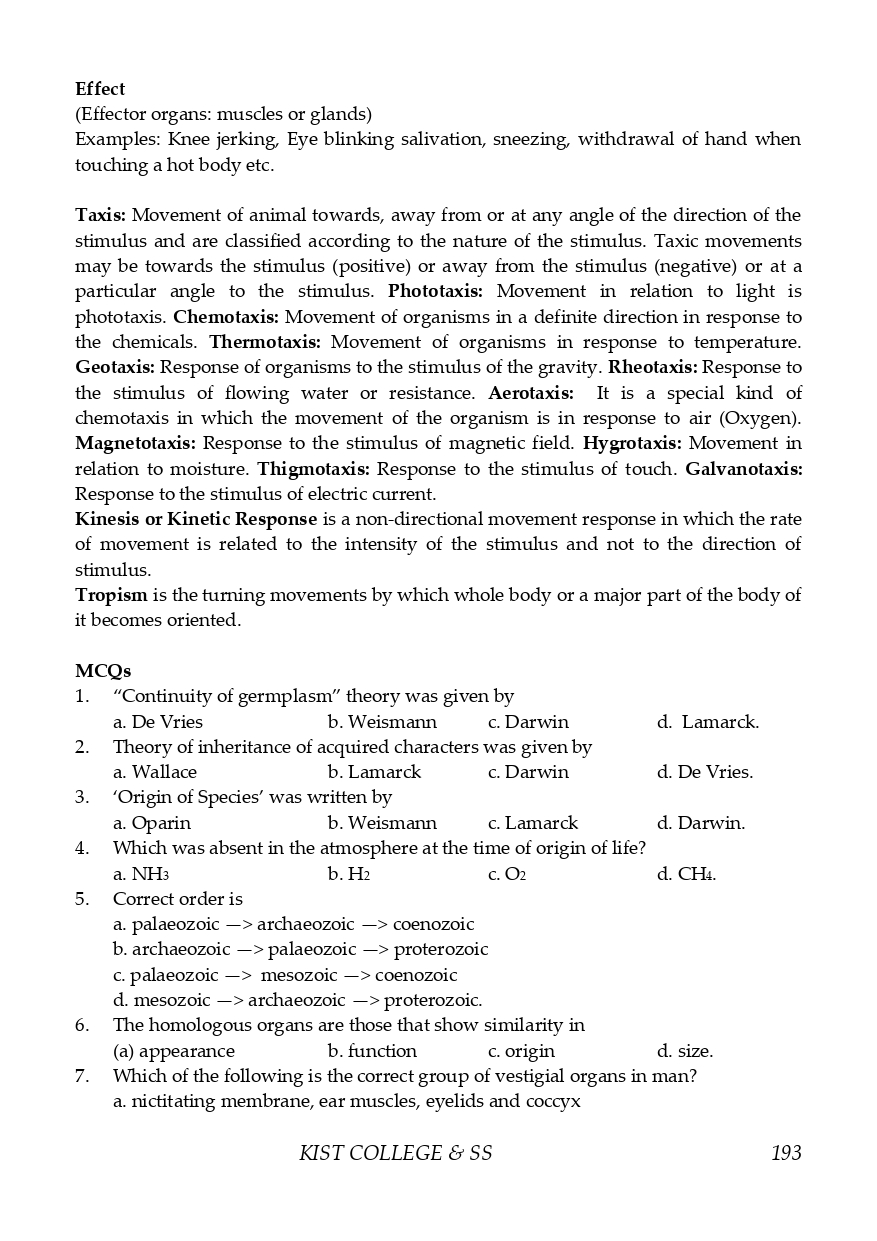 Effect
(Effector organs: muscles or glands)
Examples: Knee jerking, Eye blinking salivation, sneezing, withdrawal of hand when
touching a hot body etc.
Taxis: Movement of animal towards, away from or at any angle of the direction of the
stimulus and are classified according to the nature of the stimulus. Taxic movements
may be towards the stimulus (positive) or away from the stimulus (negative) or at a
particular angle to the stimulus. Phototaxis: Movement in relation to light is
phototaxis. Chemotaxis: Movement of organisms in a definite direction in response to
the chemicals. Thermotaxis: Movement of organisms in response to temperature.
Geotaxis: Response of organisms to the stimulus of the gravity. Rheotaxis: Response to
the stimulus of flowing water or resistance. Aerotaxis: It is a special kind of
chemotaxis in which the movement of the organism is in response to air (Oxygen).
Magnetotaxis: Response to the stimulus of magnetic field. Hygrotaxis: Movement in
relation to moisture. Thigmotaxis: Response to the stimulus of touch. Galvanotaxis:
Response to the stimulus of electric current.
Kinesis or Kinetic Response is a non-directional movement response in which the rate
of movement is related to the intensity of the stimulus and not to the direction of
stimulus.
Tropism is the turning movements by which whole body or a major part of the body of
it becomes oriented.
MCQs
1. “Continuity of germplasm” theory was given by
a. De Vries b. Weismann c. Darwin d. Lamarck.
2. Theory of inheritance of acquired characters was given by
a. Wallace b. Lamarck c. Darwin d. De Vries.
3. ‘Origin of Species’ was written by
a. Oparin b. Weismann c. Lamarck d. Darwin.
4. Which was absent in the atmosphere at the time of origin of life?
a. NH3 b. H2 c. O2 d. CH4.
5. Correct order is
a. palaeozoic —> archaeozoic —> coenozoic
b. archaeozoic —> palaeozoic —> proterozoic
c. palaeozoic —> mesozoic —> coenozoic
d. mesozoic —> archaeozoic —> proterozoic.
6. The homologous organs are those that show similarity in
(a) appearance b. function c. origin d. size.
7. Which of the following is the correct group of vestigial organs in man?
a. nictitating membrane, ear muscles, eyelids and coccyx
KIST COLLEGE & SS 193